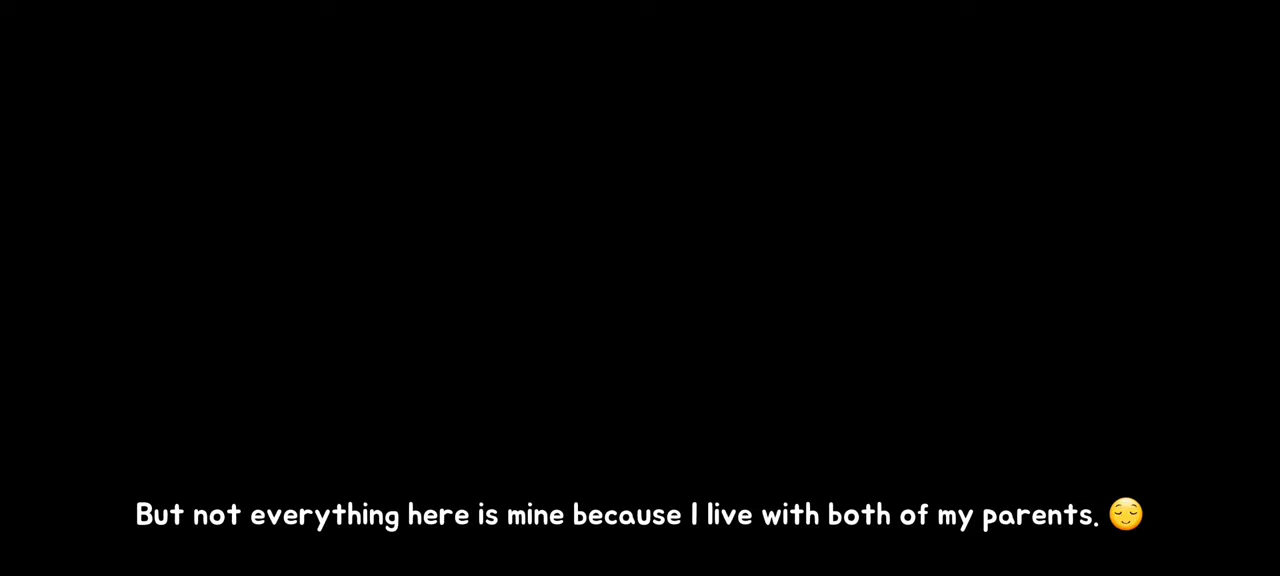 But not everything here is mine because I live with both of my parents. 😌